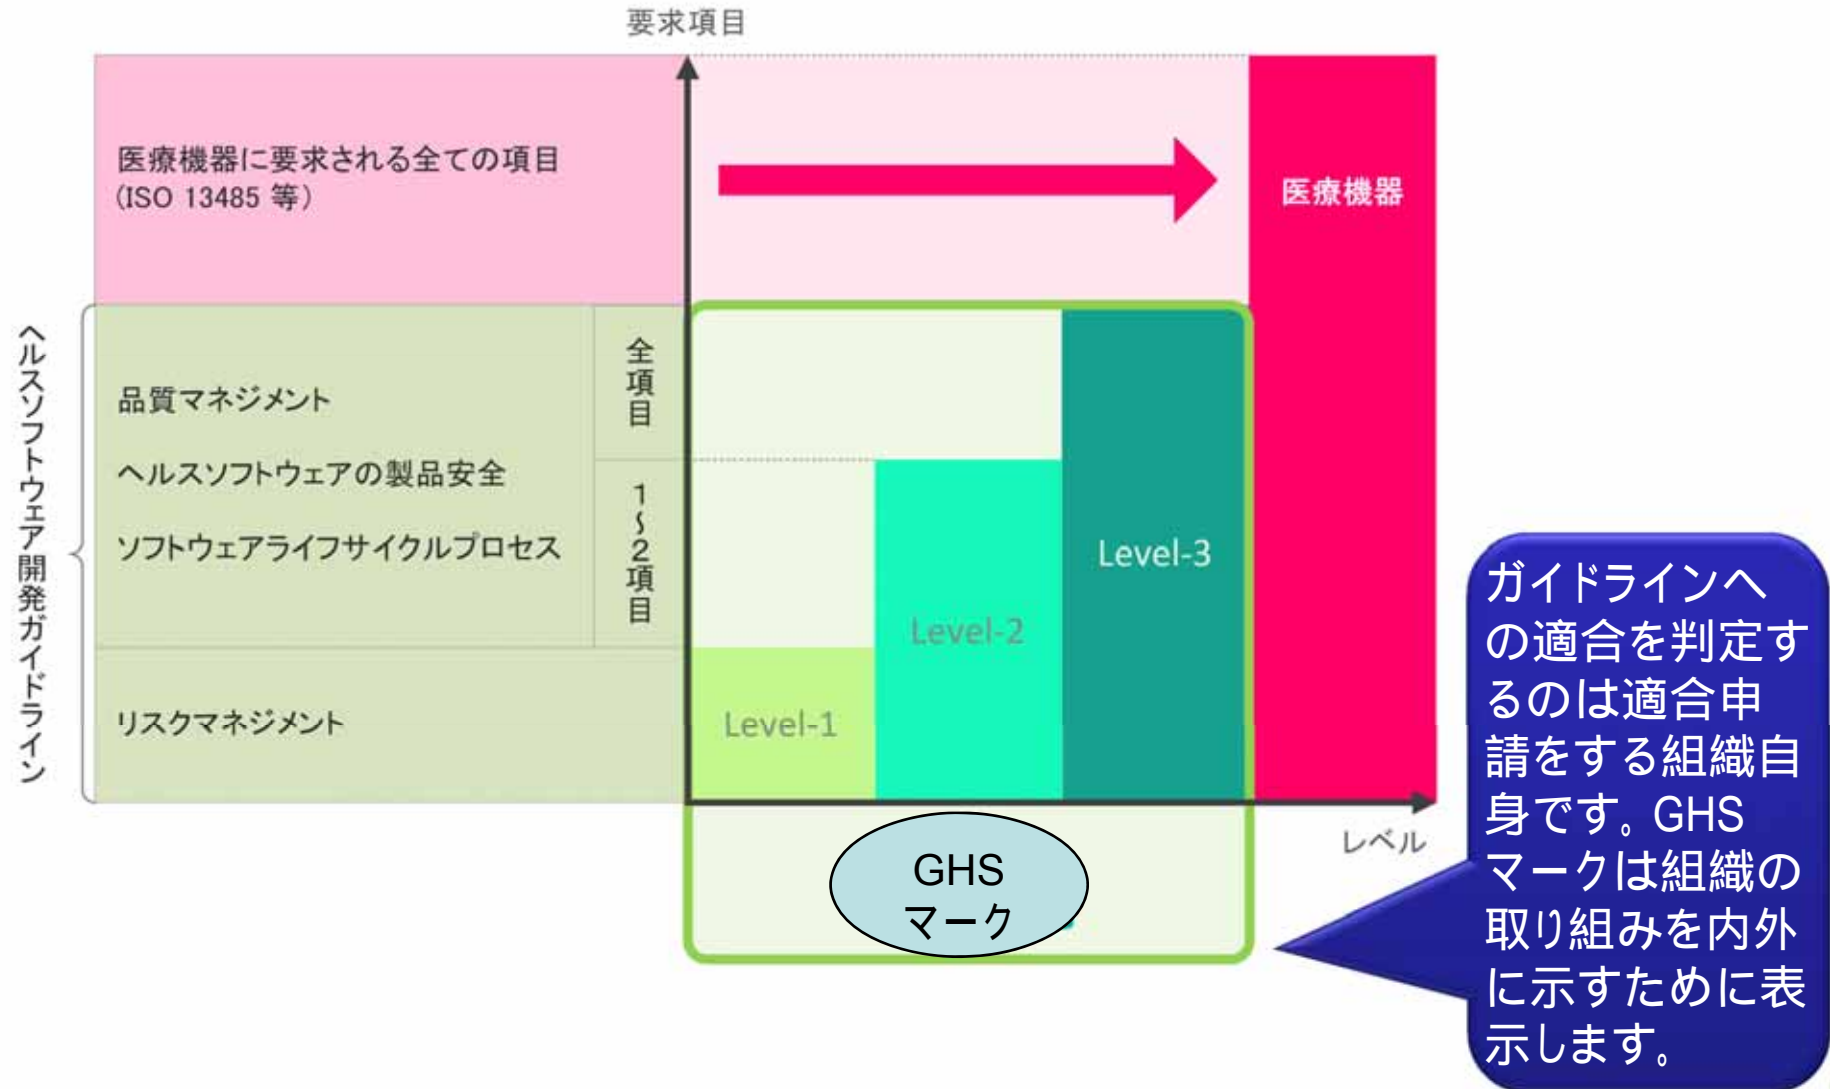 要求項目
医療機器に要求される全ての項目
(ISO 13485 等)
医療機器
ヘルスソフトウェア開発ガイドライン
全項目
品質マネジメント
ヘルスソフトウェアの製品安全
1～2項目
ソフトウェアライフサイクルプロセス
リスクマネジメント
Level-1
Level-2
Level-3
レベル
GHS
マーク
ガイドラインへ
の適合を判定す
るのは適合申
請をする組織自
身です。GHS
マークは組織の
取り組みを内外
に示すために表
示します。